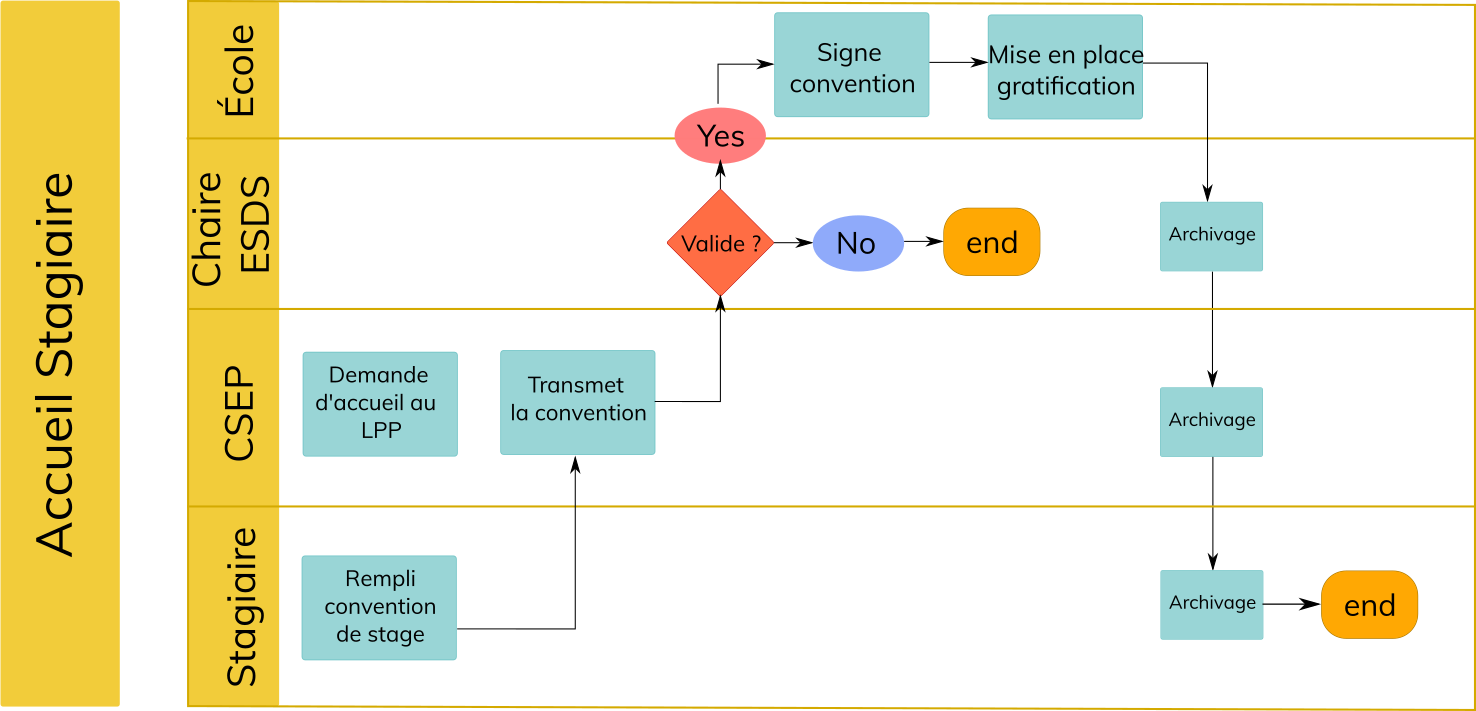 Accueil Stagiaire
École
Signe
convention
Mise en place
gratification
Yes
Chaire
ESDS
Valide ?
No
end
Archivage
CSEP
Demande
d'accueil au
LPP
Transmet
la convention
Archivage
Stagiaire
Rempli
convention
de stage
Archivage
end